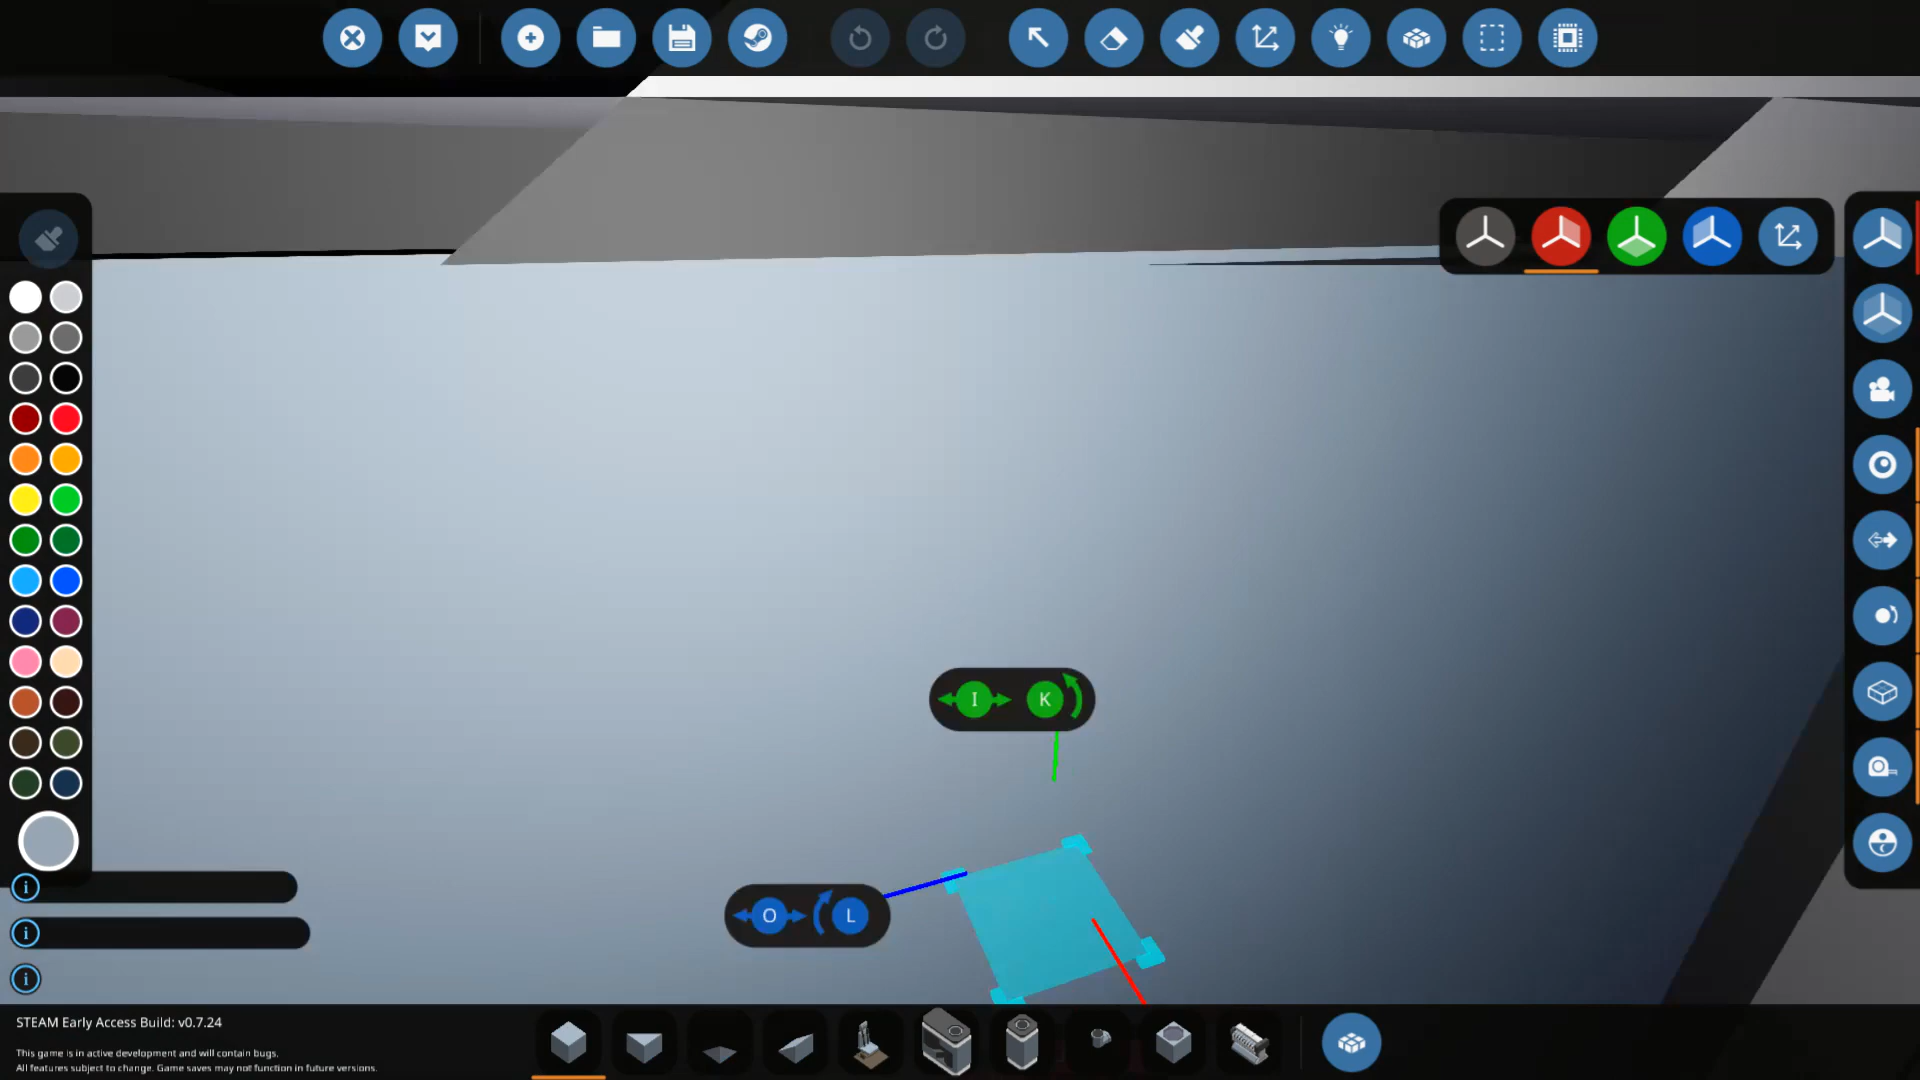 I K
O L
STEAM Early Access Build: v0.7.24
This game is in active development and will contain bugs.
All features subject to change. Game saves may not function in future versions.